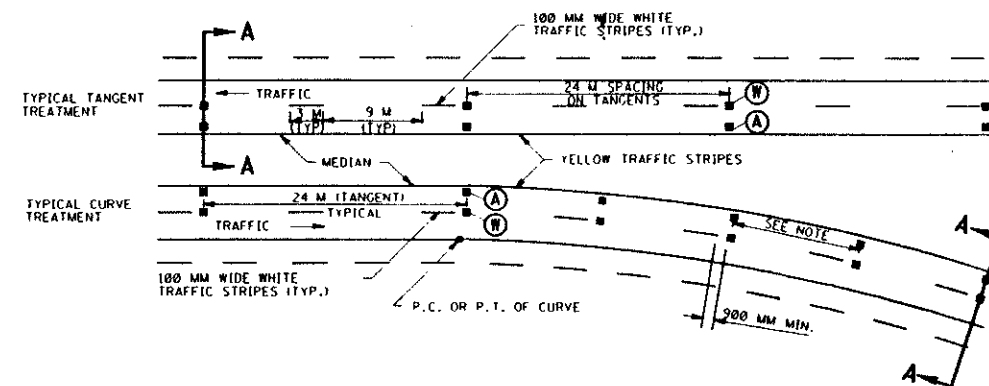 100 MM WIDE WHITE
TRAFFIC STRIPES (TYP.)
A
TYPICAL TANGENT
TREATMENT
TRAFFIC
24 M SPACING
ON TANGENTS
W
3 M
(TYP)
9 M
(TYP)
A
A
MEDIAN
YELLOW TRAFFIC STRIPES
TYPICAL CURVE
TREATMENT
24 M (TANGENT)
TYPICAL
A
W
TRAFFIC
SEE NOTE
A
100 MM WIDE WHITE
TRAFFIC STRIPES (TYP.)
P.C. OR P.T. OF CURVE
900 MM MIN.
A